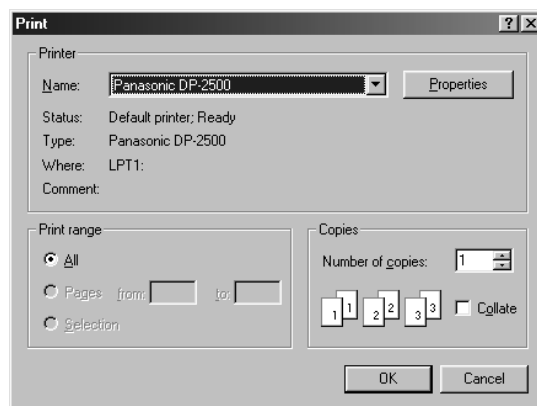 Print
Printer
Name: Panasonic DP-2500 Properties
Status: Default printer; Ready
Type: Panasonic DP-2500
Where: LPT1:
Comment:
Print range
All
Pages from: to:
Selection
Copies
Number of copies: 1
1 1 2 2 3 3 Collate
OK Cancel